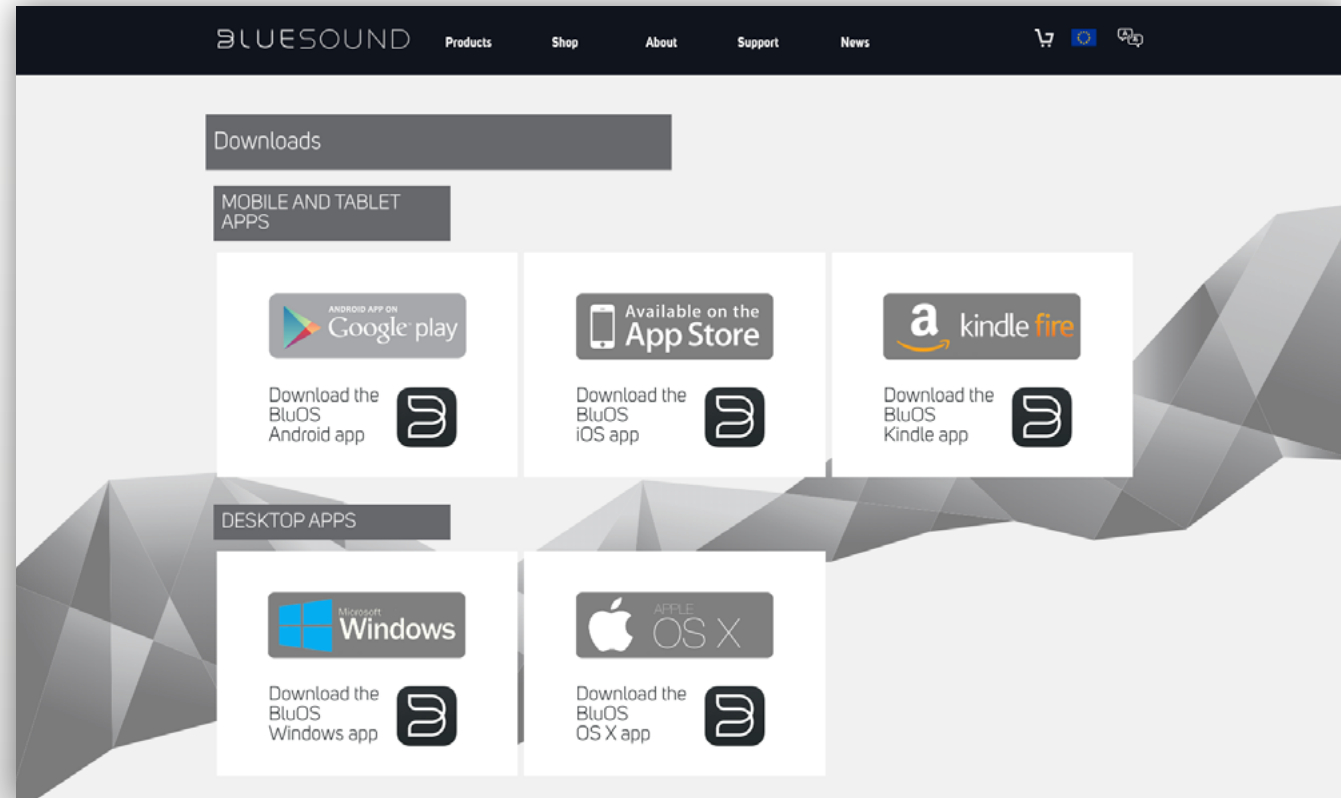 BLUESOUND Products Shop About Support News
Downloads
MOBILE AND TABLET
APPS
ANDROID APP ON
Google play
Download the
BluOS
Android app
Available on the
App Store
Download the
BluOS
iOS app
a kindle fire
Download the
BluOS
Kindle app
DESKTOP APPS
Microsoft
Windows
Download the
BluOS
Windows app
APPLE
OS X
Download the
BluOS
OS X app